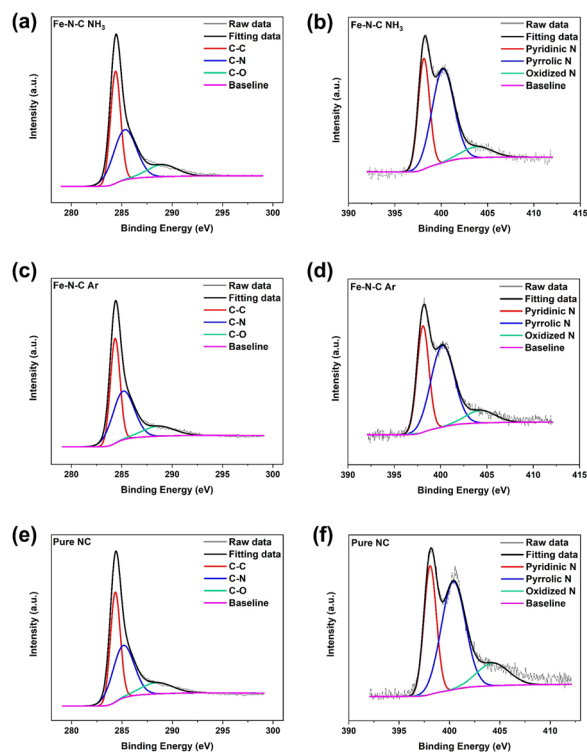 (a)
Fe-N-C NH₃
Raw data
Fitting data
C-C
C-N
C-O
Baseline
Intensity (a.u.)
280 285 290 295 300
Binding Energy (eV)
(b)
Fe-N-C NH₃
Raw data
Fitting data
Pyridinic N
Pyrrolic N
Oxidized N
Baseline
Intensity (a.u.)
390 395 400 405 410 415
Binding Energy (eV)
(c)
Fe-N-C Ar
Raw data
Fitting data
C-C
C-N
C-O
Baseline
Intensity (a.u.)
280 285 290 295 300
Binding Energy (eV)
(d)
Fe-N-C Ar
Raw data
Fitting data
Pyridinic N
Pyrrolic N
Oxidized N
Baseline
Intensity (a.u.)
390 395 400 405 410 415
Binding Energy (eV)
(e)
Pure NC
Raw data
Fitting data
C-C
C-N
C-O
Baseline
Intensity (a.u.)
280 285 290 295 300
Binding Energy (eV)
(f)
Pure NC
Raw data
Fitting data
Pyridinic N
Pyrrolic N
Oxidized N
Baseline
Intensity (a.u.)
390 395 400 405 410
Binding Energy (eV)